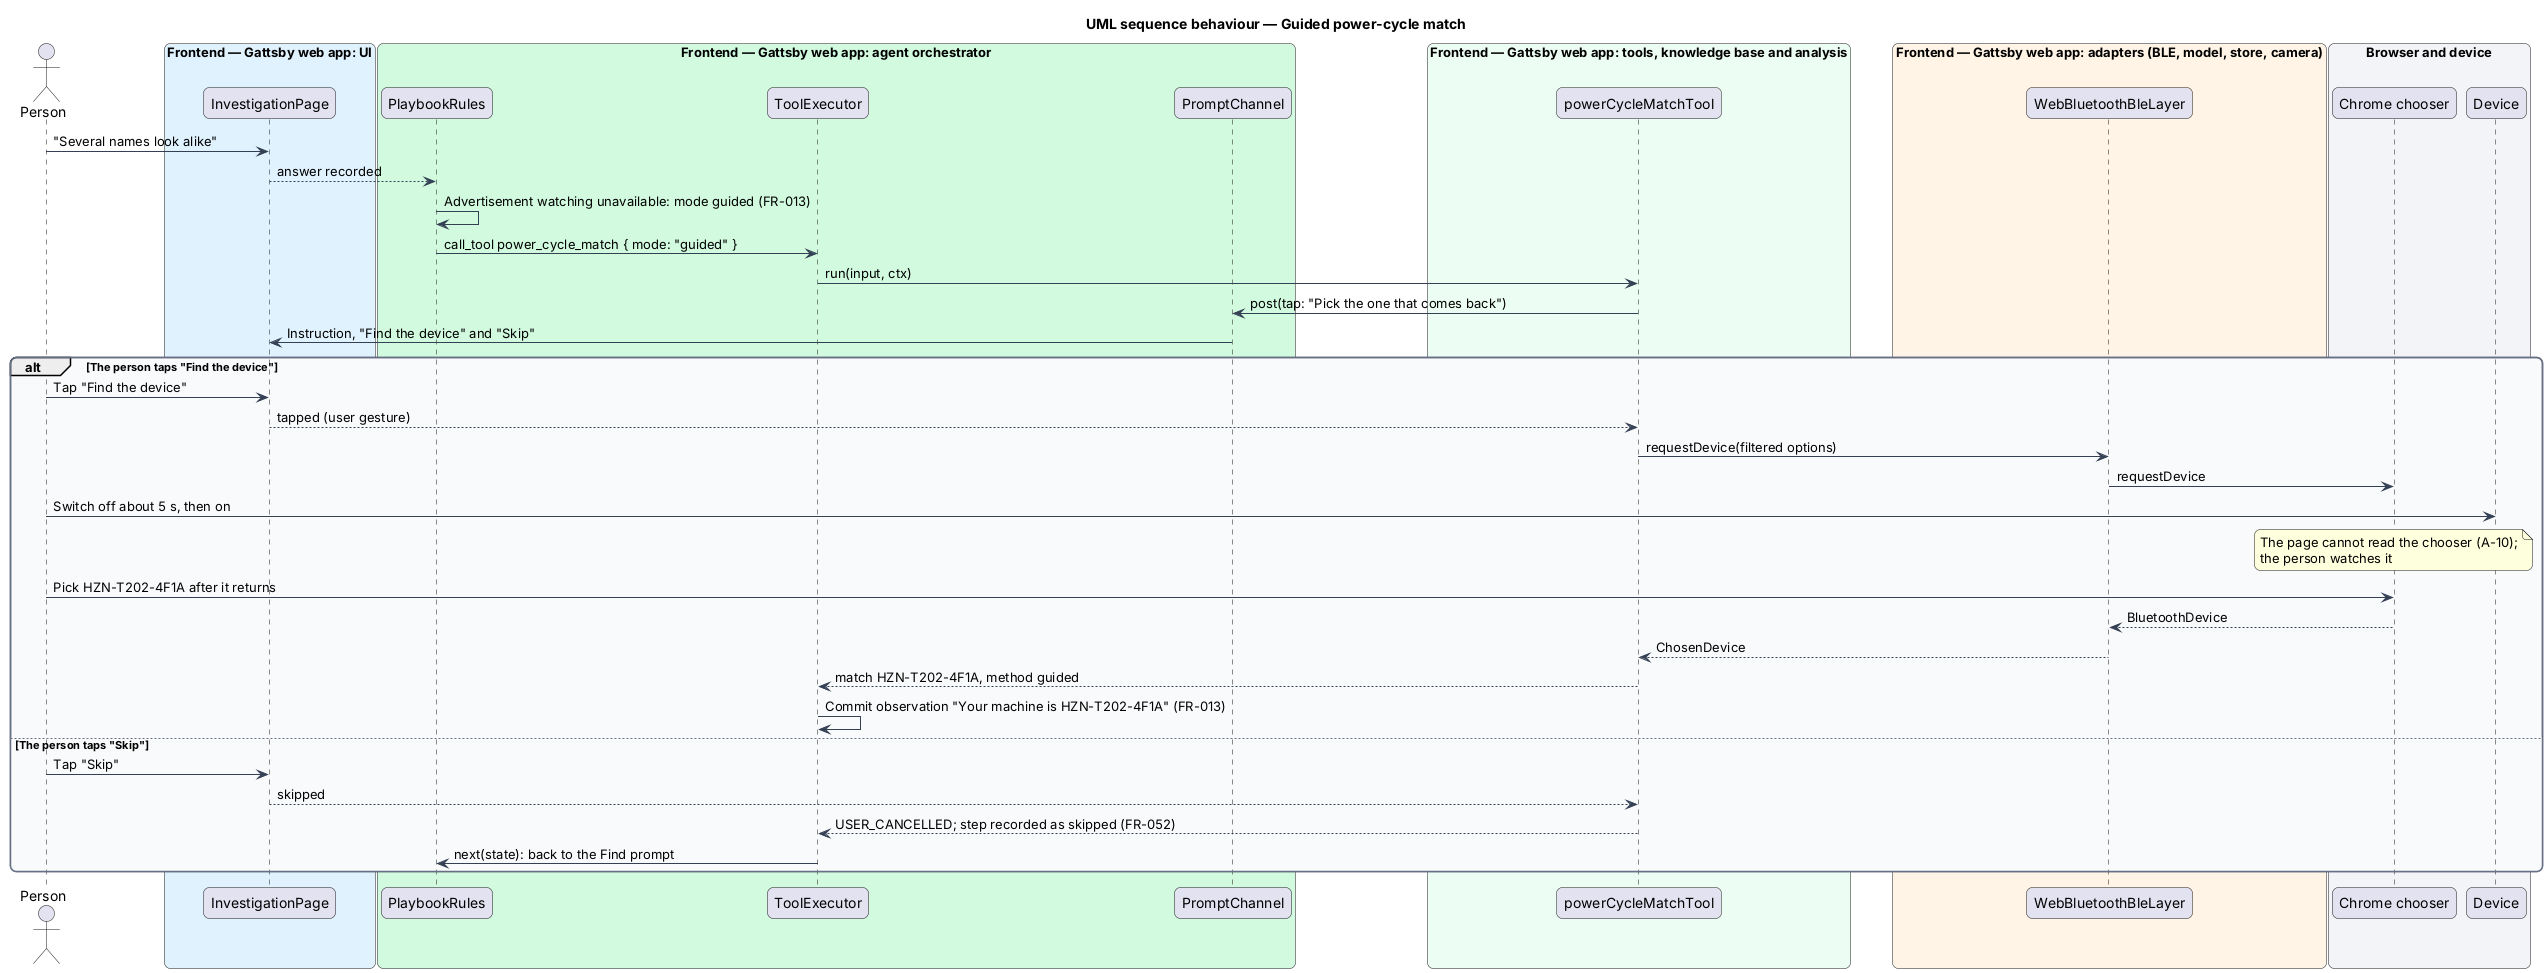 UML sequence behaviour — Guided power-cycle match
Frontend — Gattsby web app: UI
Frontend — Gattsby web app: agent orchestrator
Frontend — Gattsby web app: tools, knowledge base and analysis
Frontend — Gattsby web app: adapters (BLE, model, store, camera)
Browser and device
Person
InvestigationPage
PlaybookRules
ToolExecutor
PromptChannel
powerCycleMatchTool
WebBluetoothBleLayer
Chrome chooser
Device
"Several names look alike"
answer recorded
Advertisement watching unavailable: mode guided (FR-013)
call_tool power_cycle_match { mode: "guided" }
run(input, ctx)
post(tap: "Pick the one that comes back")
Instruction, "Find the device" and "Skip"
alt
[The person taps "Find the device"]
Tap "Find the device"
tapped (user gesture)
requestDevice(filtered options)
requestDevice
Switch off about 5 s, then on
The page cannot read the chooser (A-10);
the person watches it
Pick HZN-T202-4F1A after it returns
BluetoothDevice
ChosenDevice
match HZN-T202-4F1A, method guided
Commit observation "Your machine is HZN-T202-4F1A" (FR-013)
[The person taps "Skip"]
Tap "Skip"
skipped
USER_CANCELLED; step recorded as skipped (FR-052)
next(state): back to the Find prompt
Person
InvestigationPage
PlaybookRules
ToolExecutor
PromptChannel
powerCycleMatchTool
WebBluetoothBleLayer
Chrome chooser
Device